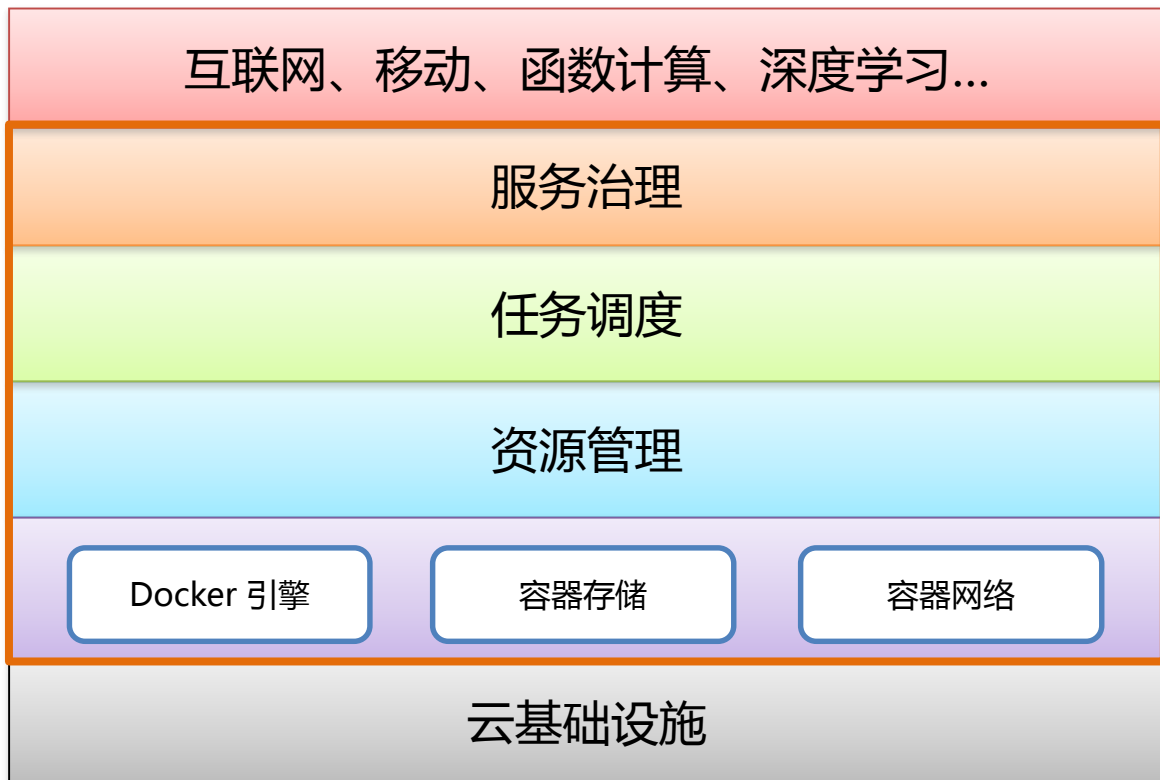 互联网、移动、函数计算、深度学习...
服务治理
任务调度
资源管理
Docker 引擎
容器存储
容器网络
云基础设施